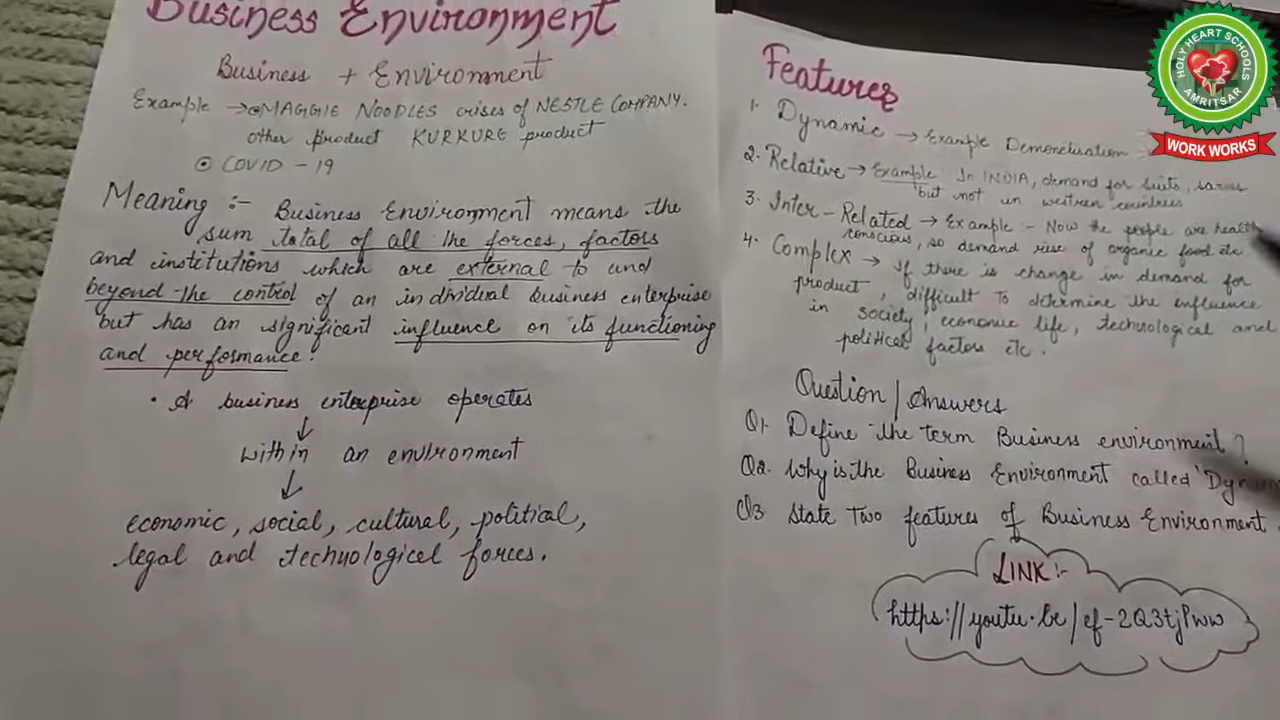 Business Environment
Business + Environment
Example → ⊙ MAGGIE NOODLES crises of NESTLE COMPANY.
other product KURKURE product
⊙ COVID - 19
Meaning :- Business Environment means the
sum total of all the forces, factors
and institutions which are external to and
beyond the control of an individual business enterprise
but has an significant influence on its functioning
and performance.
• A business enterprise operates
↓
within an environment
↓
economic, social, cultural, political,
legal and technological forces.
Features
1. Dynamic → Example Demonetisation
2. Relative → Example In INDIA, demand for suits, sarees
but not in western countries
3. Inter - Related → Example - Now the people are health
conscious, so demand rise of organic food etc
4. Complex → If there is change in demand for
product, difficult to determine the influence
in society, economic life, technological and
political factors etc.
Question/Answers
Q1. Define the term Business environment?
Q2. Why is the Business Environment called 'Dynam
Q3 State Two features of Business Environment.
LINK:-
https://youtu.be/ef-2Q3tjPww
HOLY HEART SCHOOLS
AMRITSAR
WORK WORKS